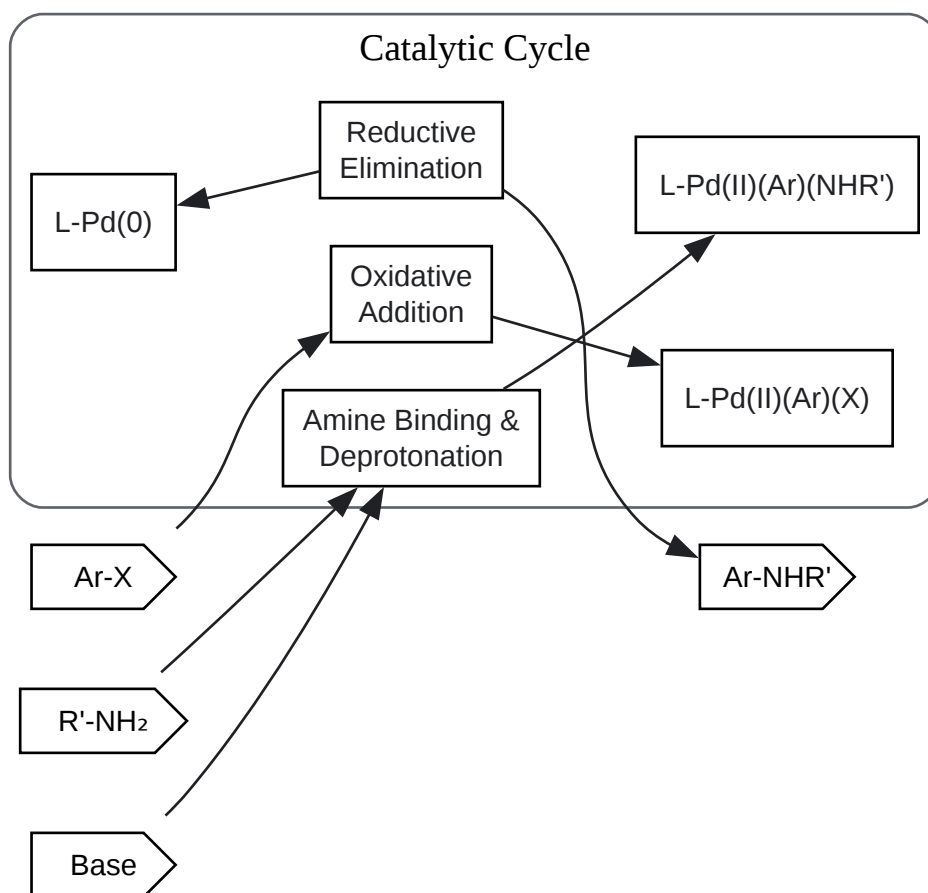 Catalytic Cycle
Reductive
Elimination
L-Pd(II)(Ar)(NHR')
L-Pd(0)
Oxidative
Addition
L-Pd(II)(Ar)(X)
Amine Binding &
Deprotonation
Ar-X
Ar-NHR'
R'-NH₂
Base